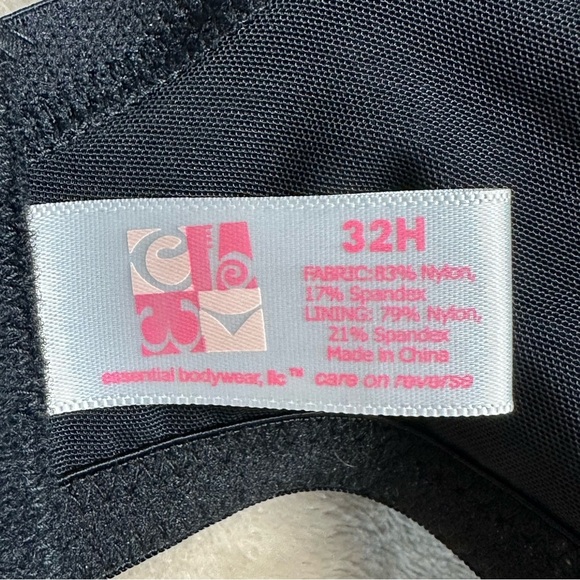 32H
FABRIC: 83% Nylon,
17% Spandex
LINING: 79% Nylon,
21% Spandex
Made in China
essential bodywear, llc™ care on reverse